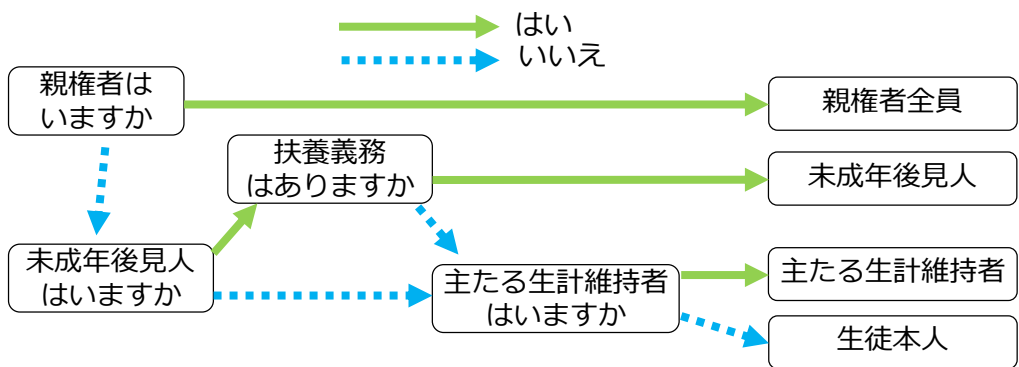 はい
いいえ
親権者は
いますか
親権者全員
扶養義務
はありますか
未成年後見人
未成年後見人
はいますか
主たる生計維持者
はいますか
主たる生計維持者
生徒本人